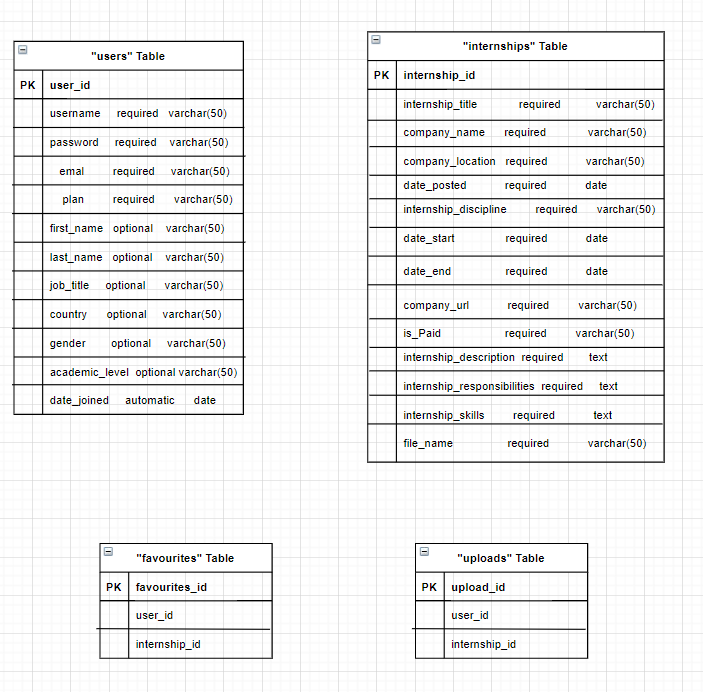 "users" Table
PK user_id
username required varchar(50)
password required varchar(50)
emal required varchar(50)
plan required varchar(50)
first_name optional varchar(50)
last_name optional varchar(50)
job_title optional varchar(50)
country optional varchar(50)
gender optional varchar(50)
academic_level optional varchar(50)
date_joined automatic date
"internships" Table
PK internship_id
internship_title required varchar(50)
company_name required varchar(50)
company_location required varchar(50)
date_posted required date
internship_discipline required varchar(50)
date_start required date
date_end required date
company_url required varchar(50)
is_Paid required varchar(50)
internship_description required text
internship_responsibilities required text
internship_skills required text
file_name required varchar(50)
"favourites" Table
PK favourites_id
user_id
internship_id
"uploads" Table
PK upload_id
user_id
internship_id